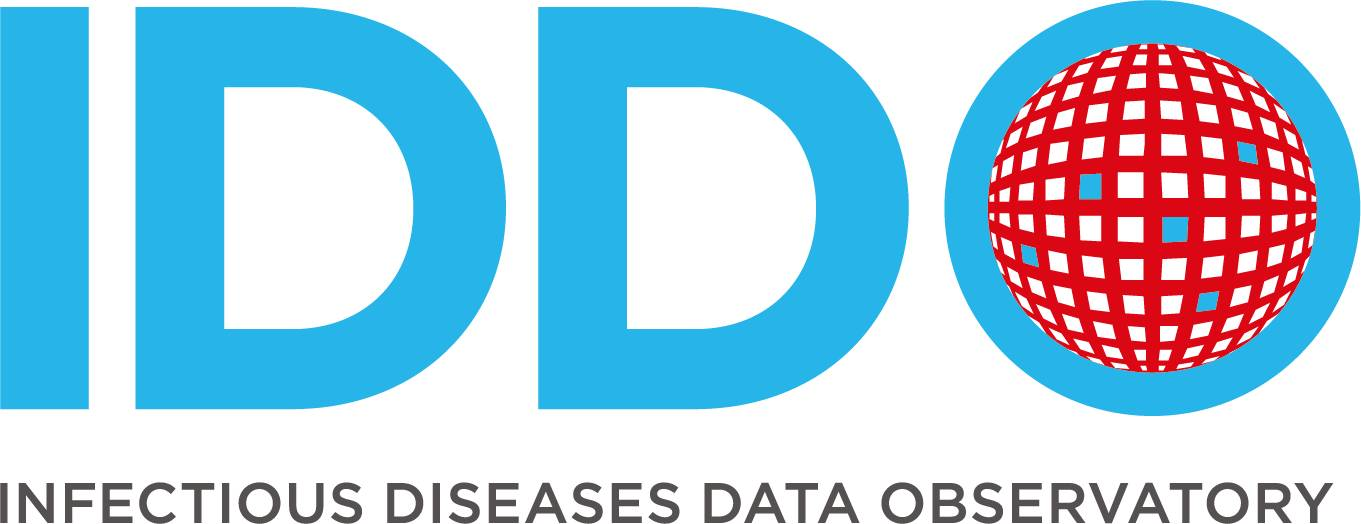 IDDO
INFECTIOUS DISEASES DATA OBSERVATORY